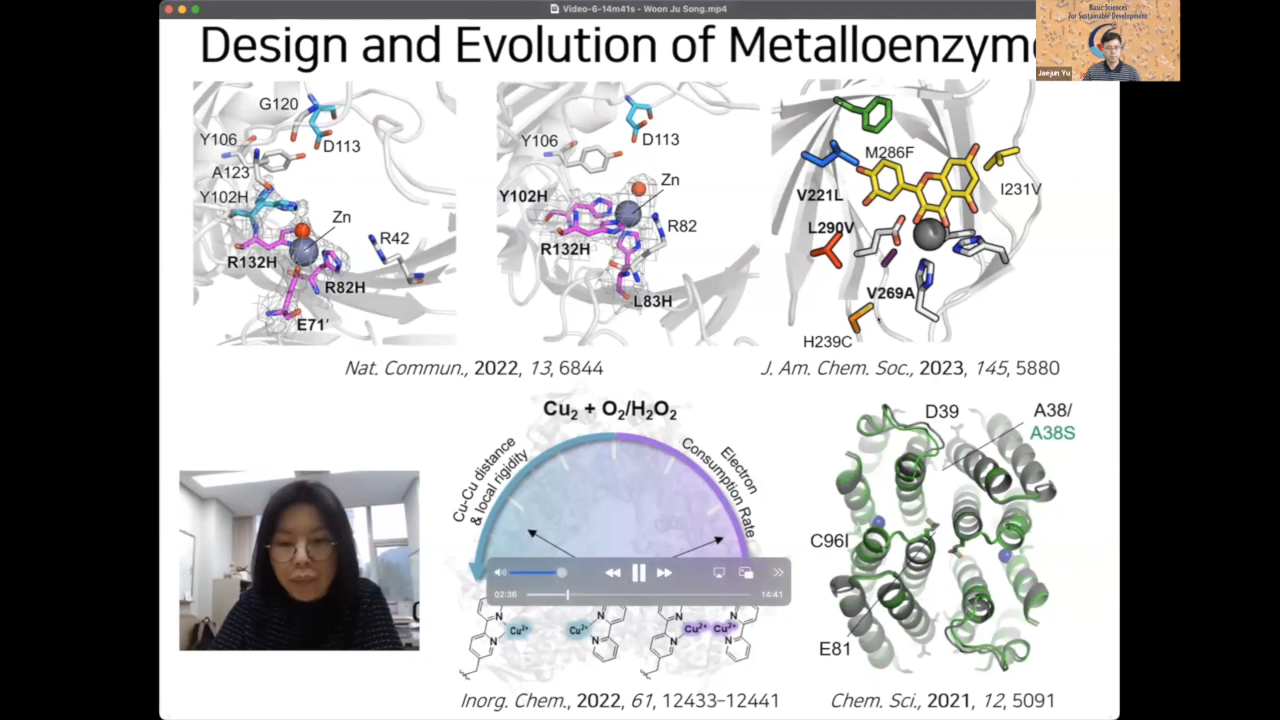 Video-6-14m41s - Woon Ju Song.mp4
Basic Sciences
for Sustainable Development
Jaejun Yu
Design and Evolution of Metalloenzym
G120
Y106
D113
A123
Y102H
Zn
R132H
R42
R82H
E71′
Y106
D113
Zn
Y102H
R82
R132H
L83H
M286F
I231V
V221L
L290V
V269A
H239C
Nat. Commun., 2022, 13, 6844
J. Am. Chem. Soc., 2023, 145, 5880
Cu2 + O2/H2O2
Cu-Cu distance
& local rigidity
Electron
Consumption Rate
02:36
14:41
N
Cu2+
N
Cu2+
N
N
N
Cu2+
Cu2+
N
N
D39
A38/
A38S
C96I
E81
Inorg. Chem., 2022, 61, 12433–12441
Chem. Sci., 2021, 12, 5091